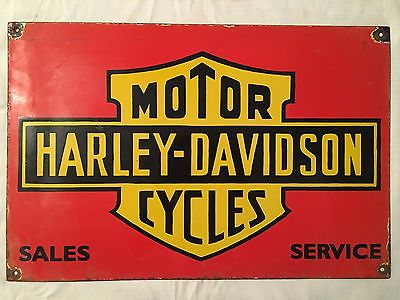 MOTOR
HARLEY-DAVIDSON
CYCLES
SALES SERVICE